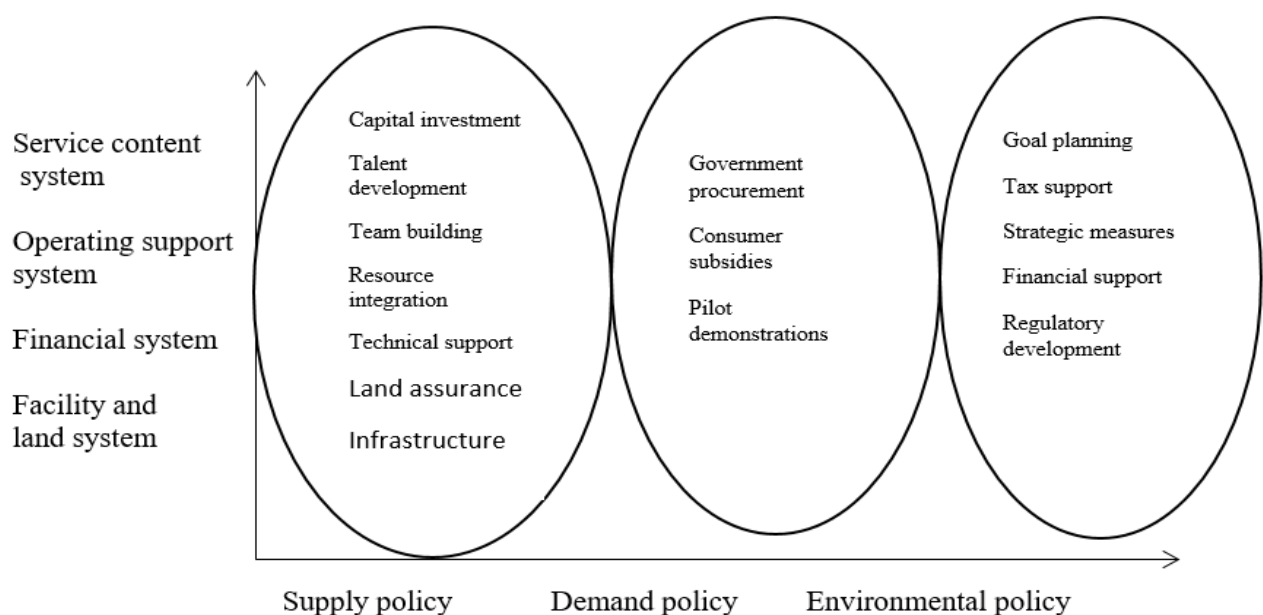 Service content
system
Operating support
system
Financial system
Facility and
land system
Capital investment
Talent
development
Team building
Resource
integration
Technical support
Land assurance
Infrastructure
Government
procurement
Consumer
subsidies
Pilot
demonstrations
Goal planning
Tax support
Strategic measures
Financial support
Regulatory
development
Supply policy
Demand policy
Environmental policy